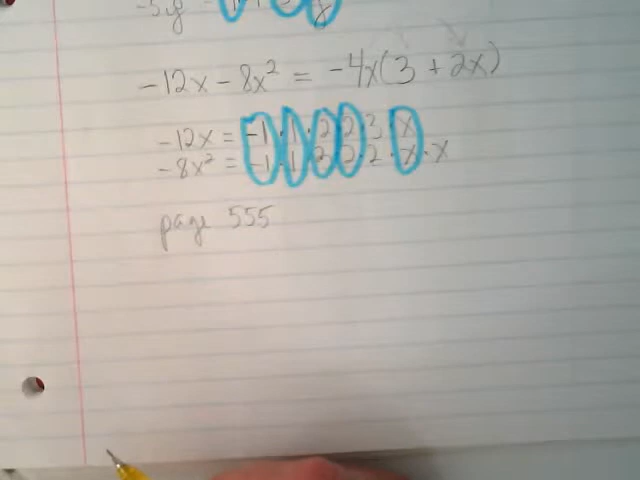 -12x - 8x² = -4x(3 + 2x)
-12x = -1 · 1 · 2 · 2 · 3 · x
-8x² = -1 · 1 · 2 · 2 · 2 · x · x
page 555